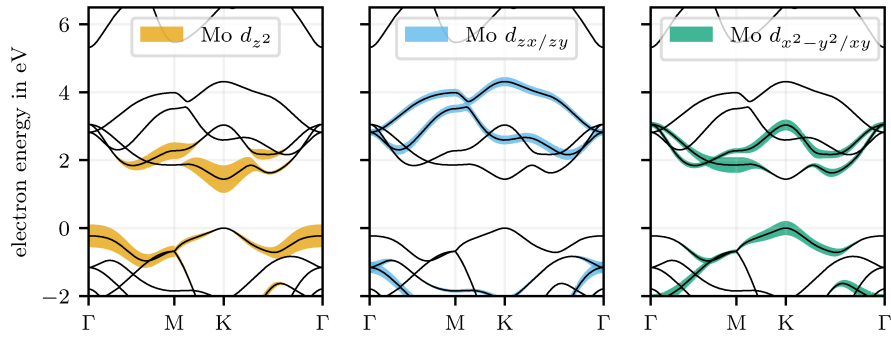 Mo d_{z^2}
Mo d_{zx/zy}
Mo d_{x^2−y^2/xy}
electron energy in eV
6
4
2
0
−2
Γ M K Γ
Γ M K Γ
Γ M K Γ